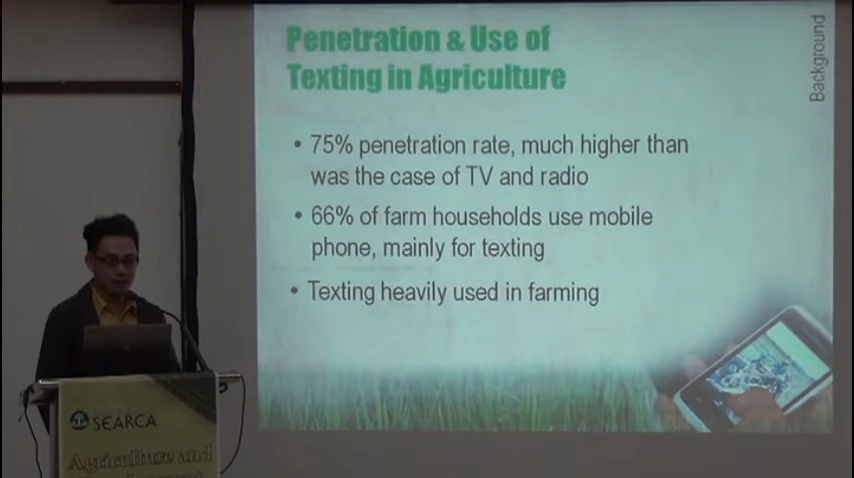 Penetration & Use of
Texting in Agriculture
Background
• 75% penetration rate, much higher than
was the case of TV and radio
• 66% of farm households use mobile
phone, mainly for texting
• Texting heavily used in farming
SEARCA
Agriculture and